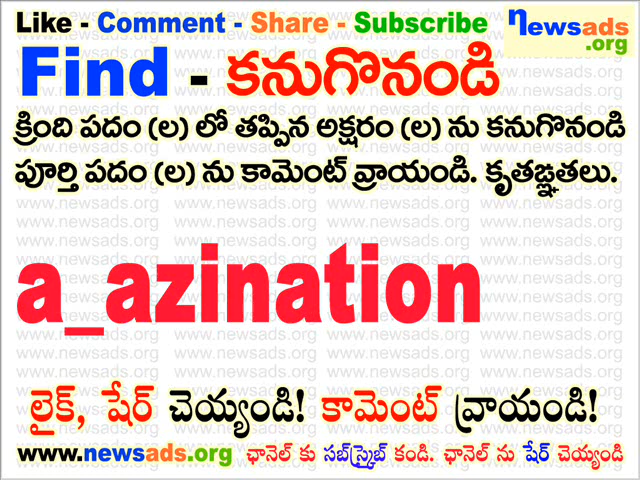 Like - Comment - Share - Subscribe
newsads
.org
Find - కనుగొనండి
క్రింది పదం (ల) లో తప్పిన అక్షరం (ల) ను కనుగొనండి
పూర్తి పదం (ల) ను కామెంట్ వ్రాయండి. కృతజ్ఞతలు.
a_azination
లైక్, షేర్ చెయ్యండి! కామెంట్ వ్రాయండి!
www.newsads.org ఛానెల్ కు సబ్‌స్క్రైబ్ కండి. ఛానెల్ ను షేర్ చెయ్యండి